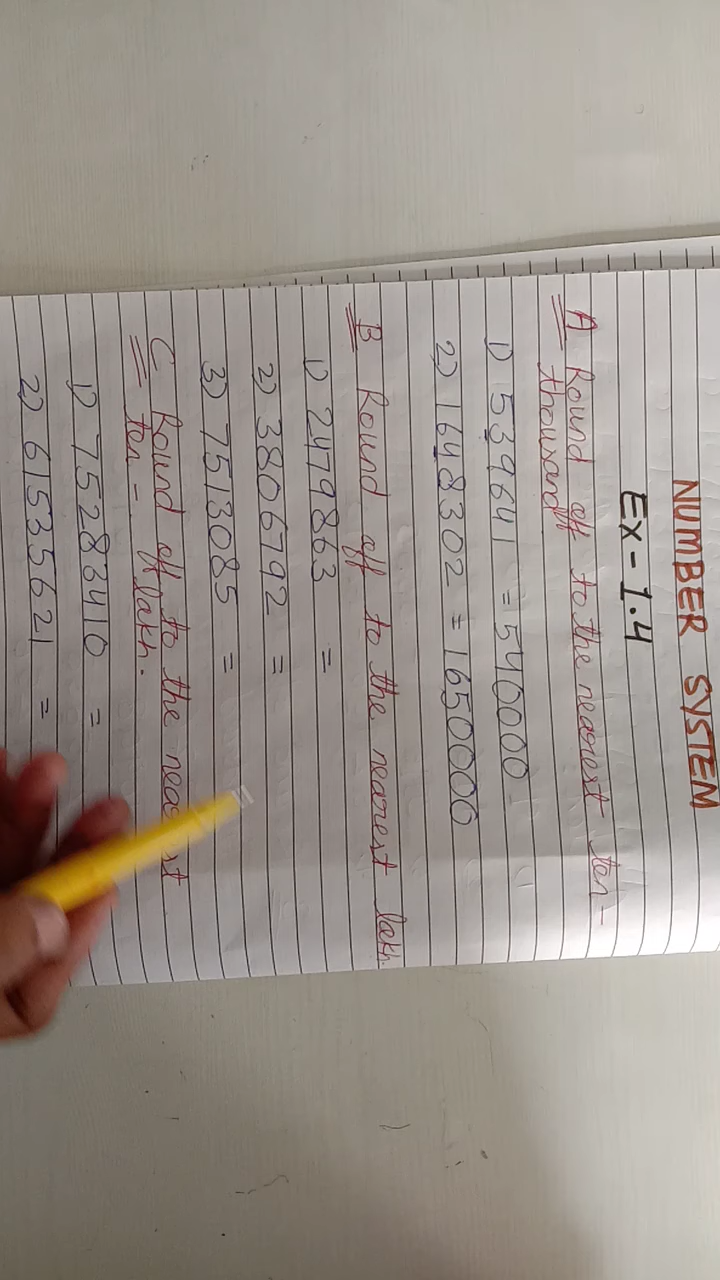 NUMBER SYSTEM
Ex - 1.4
A Round off to the nearest ten-
thousand
1) 539641 = 540000
2) 1648302 = 1650000
B Round off to the nearest lakh.
1) 2479863 =
2) 3806792 =
3) 7513085 =
C Round off to the nearest
ten - lakh.
1) 75283410 =
2) 61535621 =